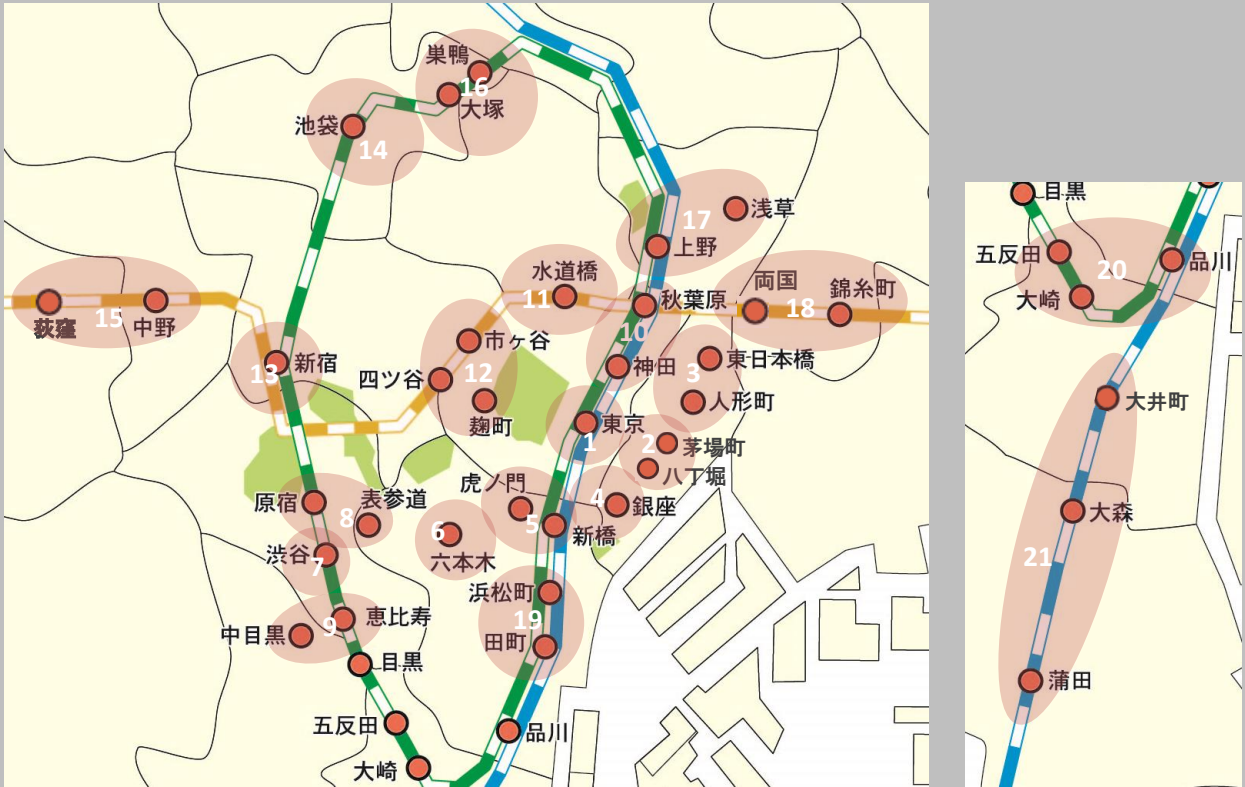 巣鴨
16
大塚
池袋
14
浅草
17
上野
水道橋
11
両国
秋葉原
錦糸町
18
荻窪
15
中野
10
市ヶ谷
新宿
13
四ツ谷
12
麹町
神田
東日本橋
3
人形町
東京
1
2
茅場町
八丁堀
虎ノ門
表参道
原宿
8
4
銀座
5
新橋
6
六本木
渋谷
7
浜松町
恵比寿
9
中目黒
19
田町
目黒
五反田
品川
大崎
目黒
五反田
20
品川
大崎
大井町
大森
21
蒲田